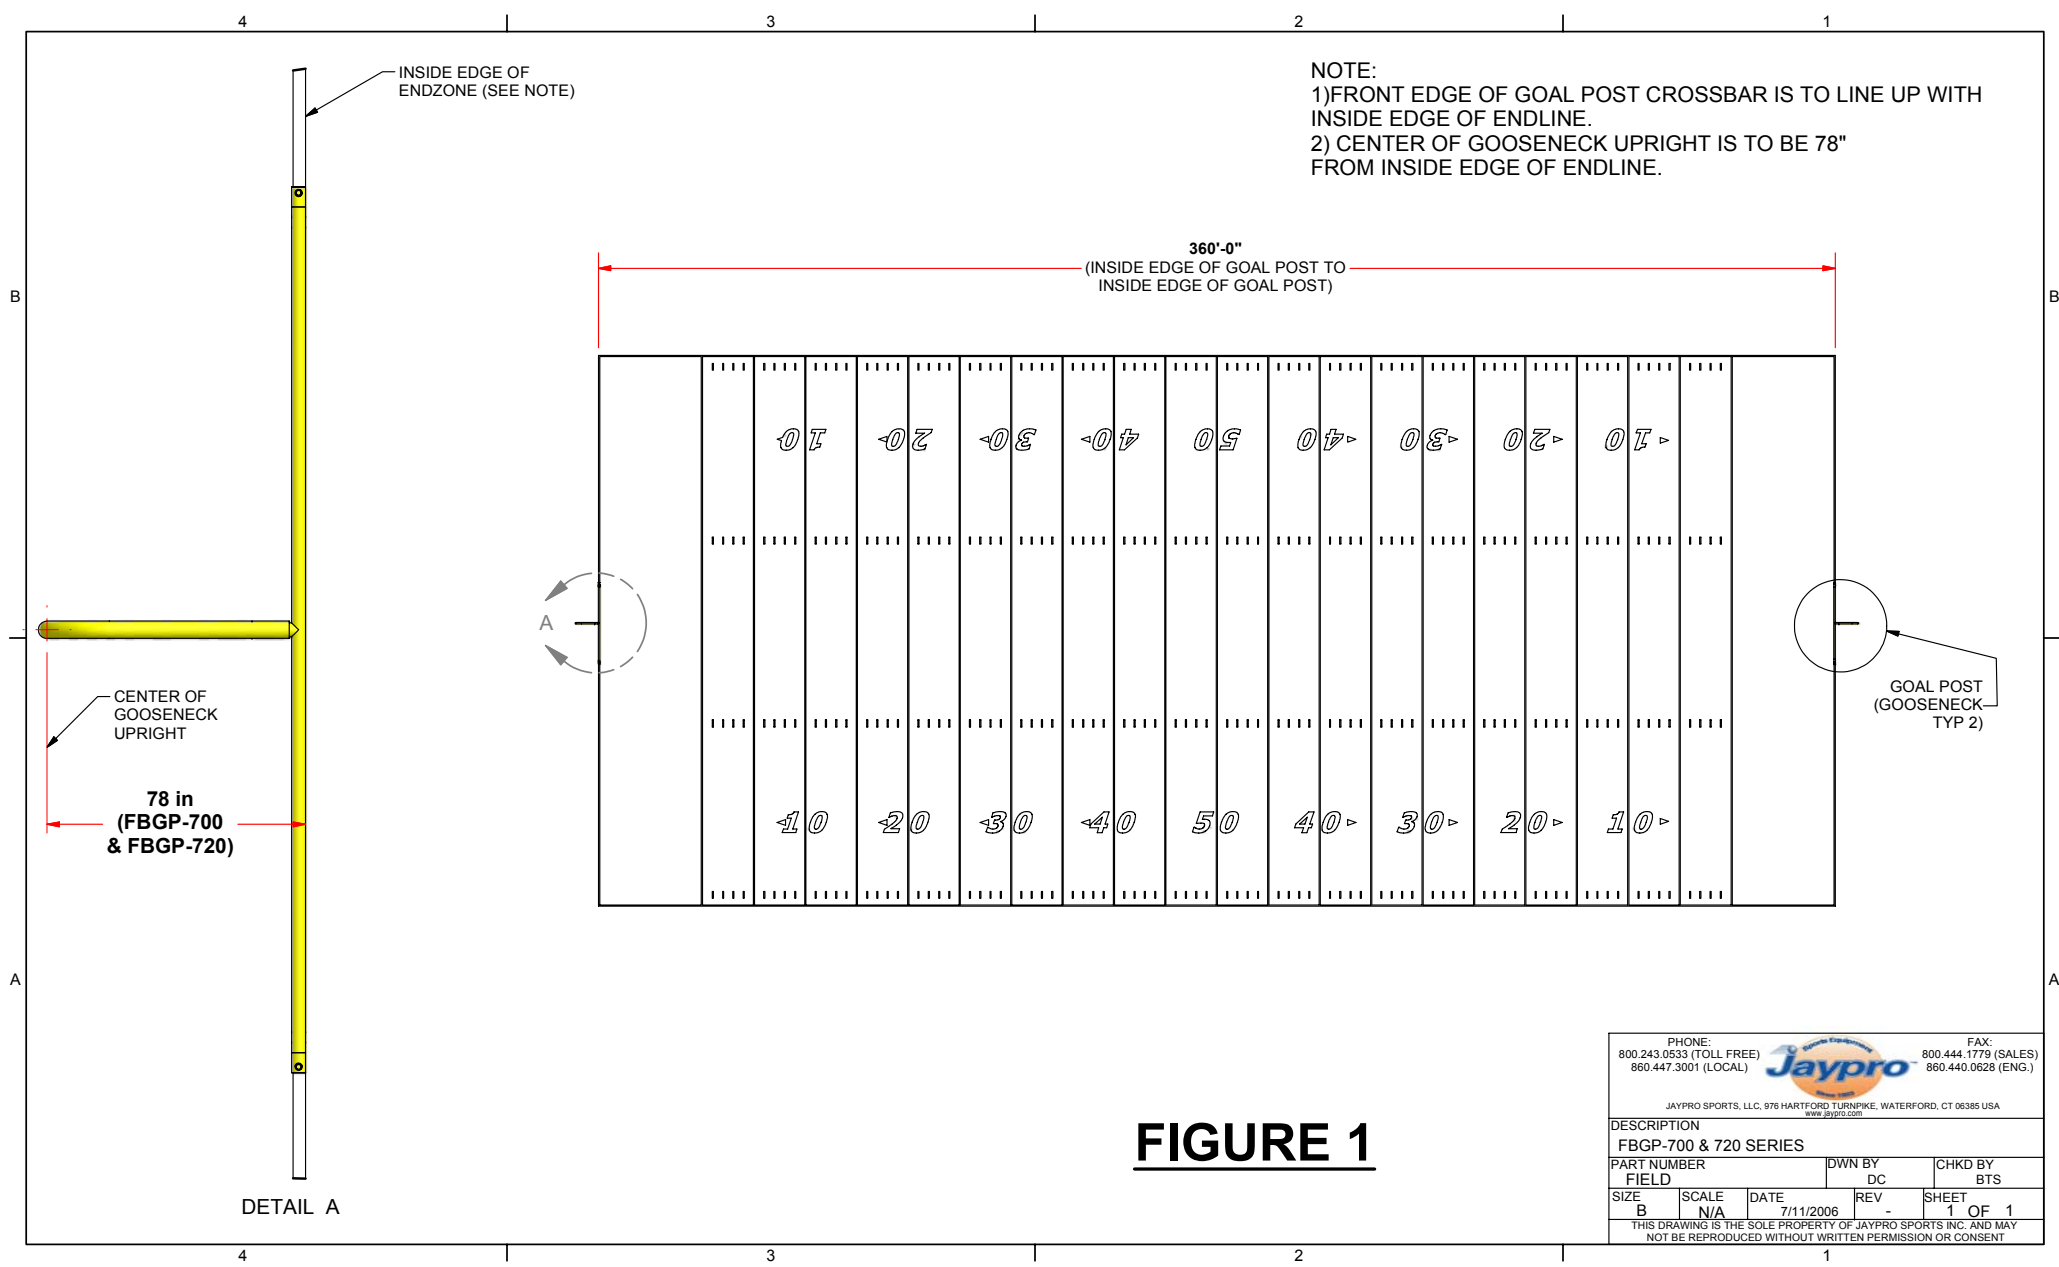 4 3 2 1
INSIDE EDGE OF
ENDZONE (SEE NOTE)
NOTE:
1)FRONT EDGE OF GOAL POST CROSSBAR IS TO LINE UP WITH
INSIDE EDGE OF ENDLINE.
2) CENTER OF GOOSENECK UPRIGHT IS TO BE 78"
FROM INSIDE EDGE OF ENDLINE.
360'-0"
(INSIDE EDGE OF GOAL POST TO
INSIDE EDGE OF GOAL POST)
B B
10 20 30 40 50 40 30 20 10
A
CENTER OF
GOOSENECK
UPRIGHT
GOAL POST
(GOOSENECK
TYP 2)
78 in
(FBGP-700
& FBGP-720)
10 20 30 40 50 40 30 20 10
A A
DETAIL A
FIGURE 1
PHONE:
800.243.0533 (TOLL FREE)
860.447.3001 (LOCAL)
Sports Equipment
Jaypro
Since 1953
FAX:
800.444.1779 (SALES)
860.440.0628 (ENG.)
JAYPRO SPORTS, LLC, 976 HARTFORD TURNPIKE, WATERFORD, CT 06385 USA
www.jaypro.com
DESCRIPTION
FBGP-700 & 720 SERIES
PART NUMBER
FIELD
DWN BY
DC
CHKD BY
BTS
SIZE
B
SCALE
N/A
DATE
7/11/2006
REV
-
SHEET
1 OF 1
THIS DRAWING IS THE SOLE PROPERTY OF JAYPRO SPORTS INC. AND MAY
NOT BE REPRODUCED WITHOUT WRITTEN PERMISSION OR CONSENT
4 3 2 1